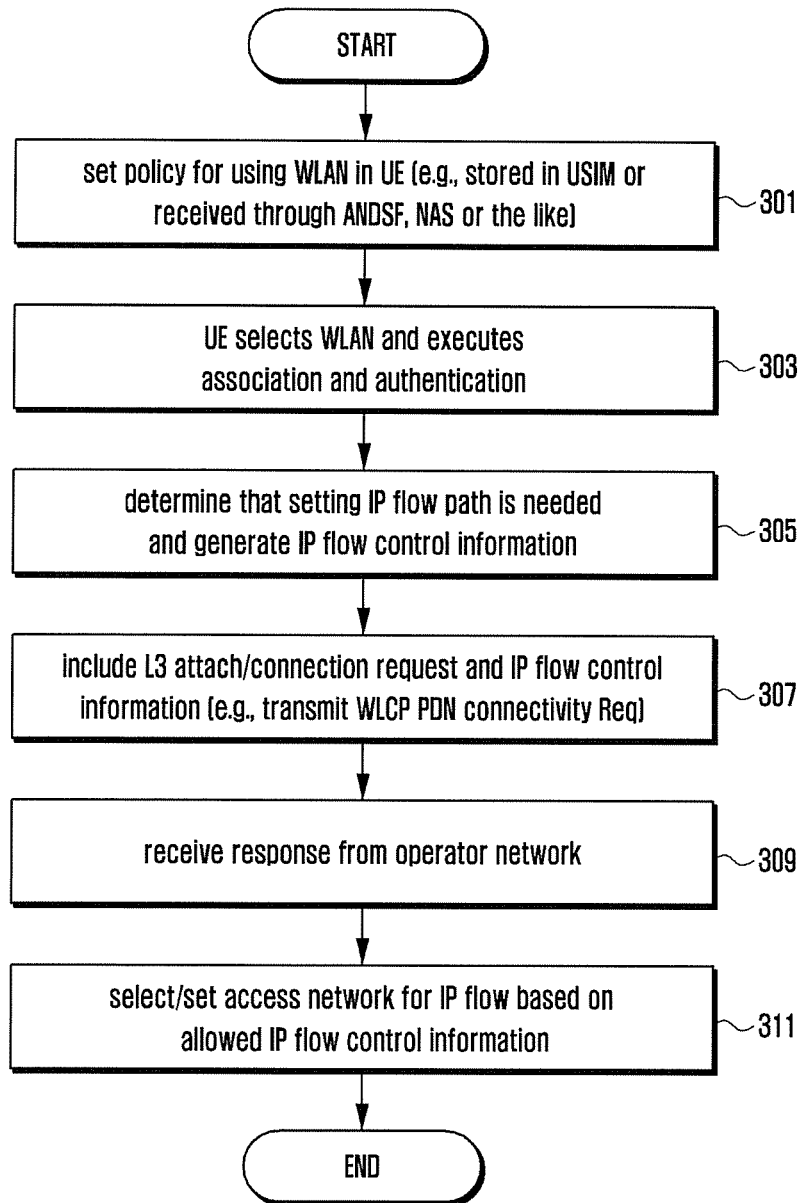 START
set policy for using WLAN in UE (e.g., stored in USIM or
received through ANDSF, NAS or the like)
301
UE selects WLAN and executes
association and authentication
303
determine that setting IP flow path is needed
and generate IP flow control information
305
include L3 attach/connection request and IP flow control
information (e.g., transmit WLCP PDN connectivity Req)
307
receive response from operator network
309
select/set access network for IP flow based on
allowed IP flow control information
311
END